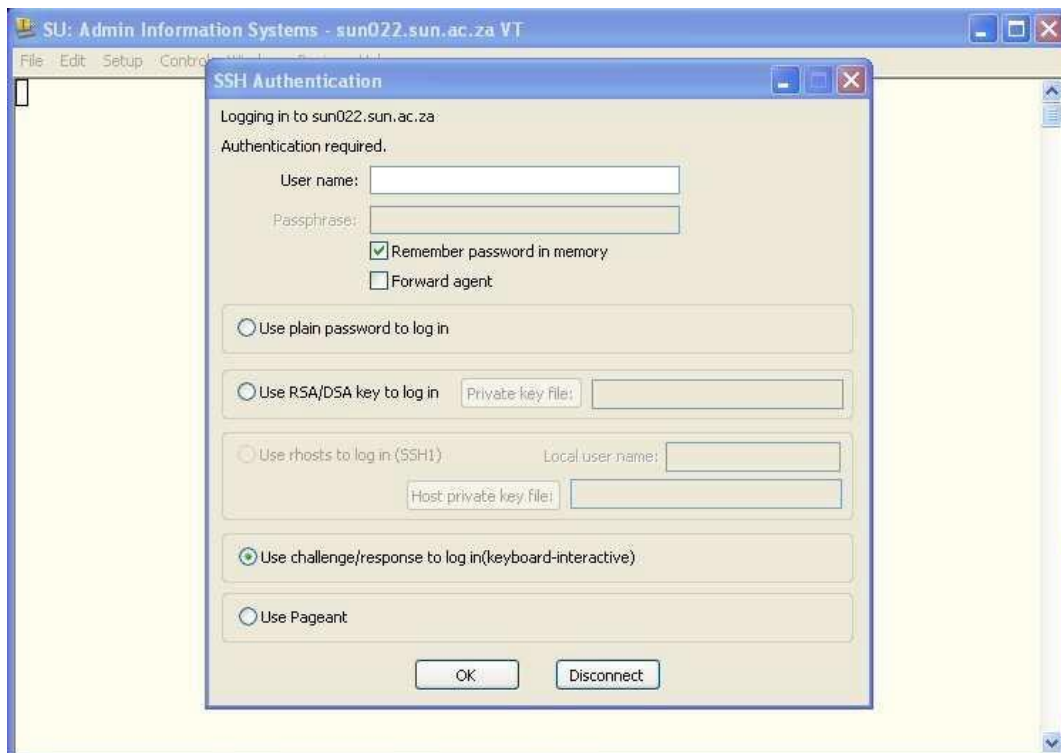 SU: Admin Information Systems - sun022.sun.ac.za VT
File Edit Setup Control
SSH Authentication
Logging in to sun022.sun.ac.za
Authentication required.
User name:
Passphrase:
Remember password in memory
Forward agent
Use plain password to log in
Use RSA/DSA key to log in Private key file:
Use rhosts to log in (SSH1) Local user name:
Host private key file:
Use challenge/response to log in(keyboard-interactive)
Use Pageant
OK Disconnect